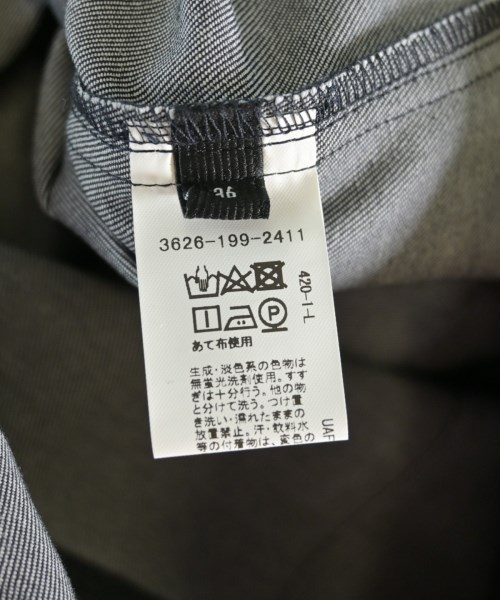 36
3626-199-2411
420-1-L
P
あて布使用
生成・淡色系の色物は
無蛍光洗剤使用。すす
ぎは十分行う。他の物
と分けて洗う。つけ置
き洗い・濡れたままの
放置禁止。汗・飲料水
等の付着物は、変色の